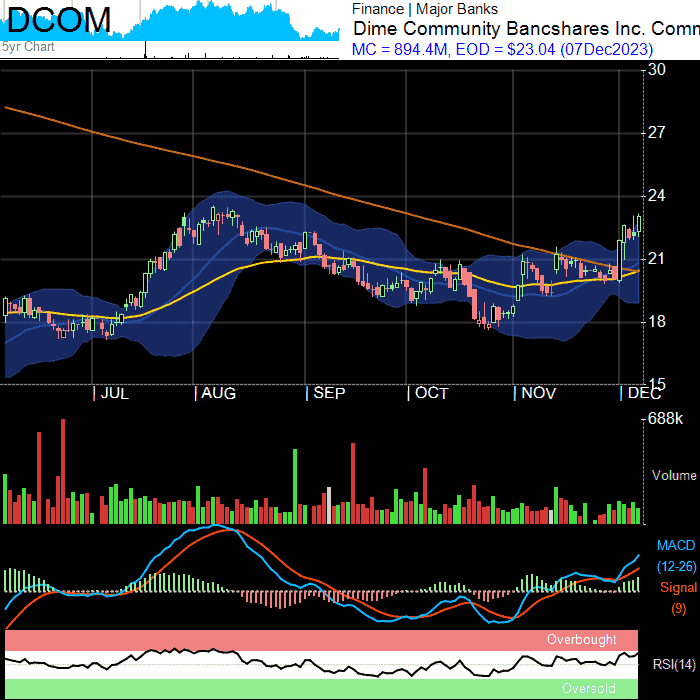 DCOM
5yr Chart
Finance | Major Banks
Dime Community Bancshares Inc. Comm
MC = 894.4M, EOD = $23.04 (07Dec2023)
30
27
24
21
18
15
| JUL | AUG | SEP | OCT | NOV | DEC
688k
Volume
MACD
(12-26)
Signal
(9)
Overbought
RSI(14)
Oversold